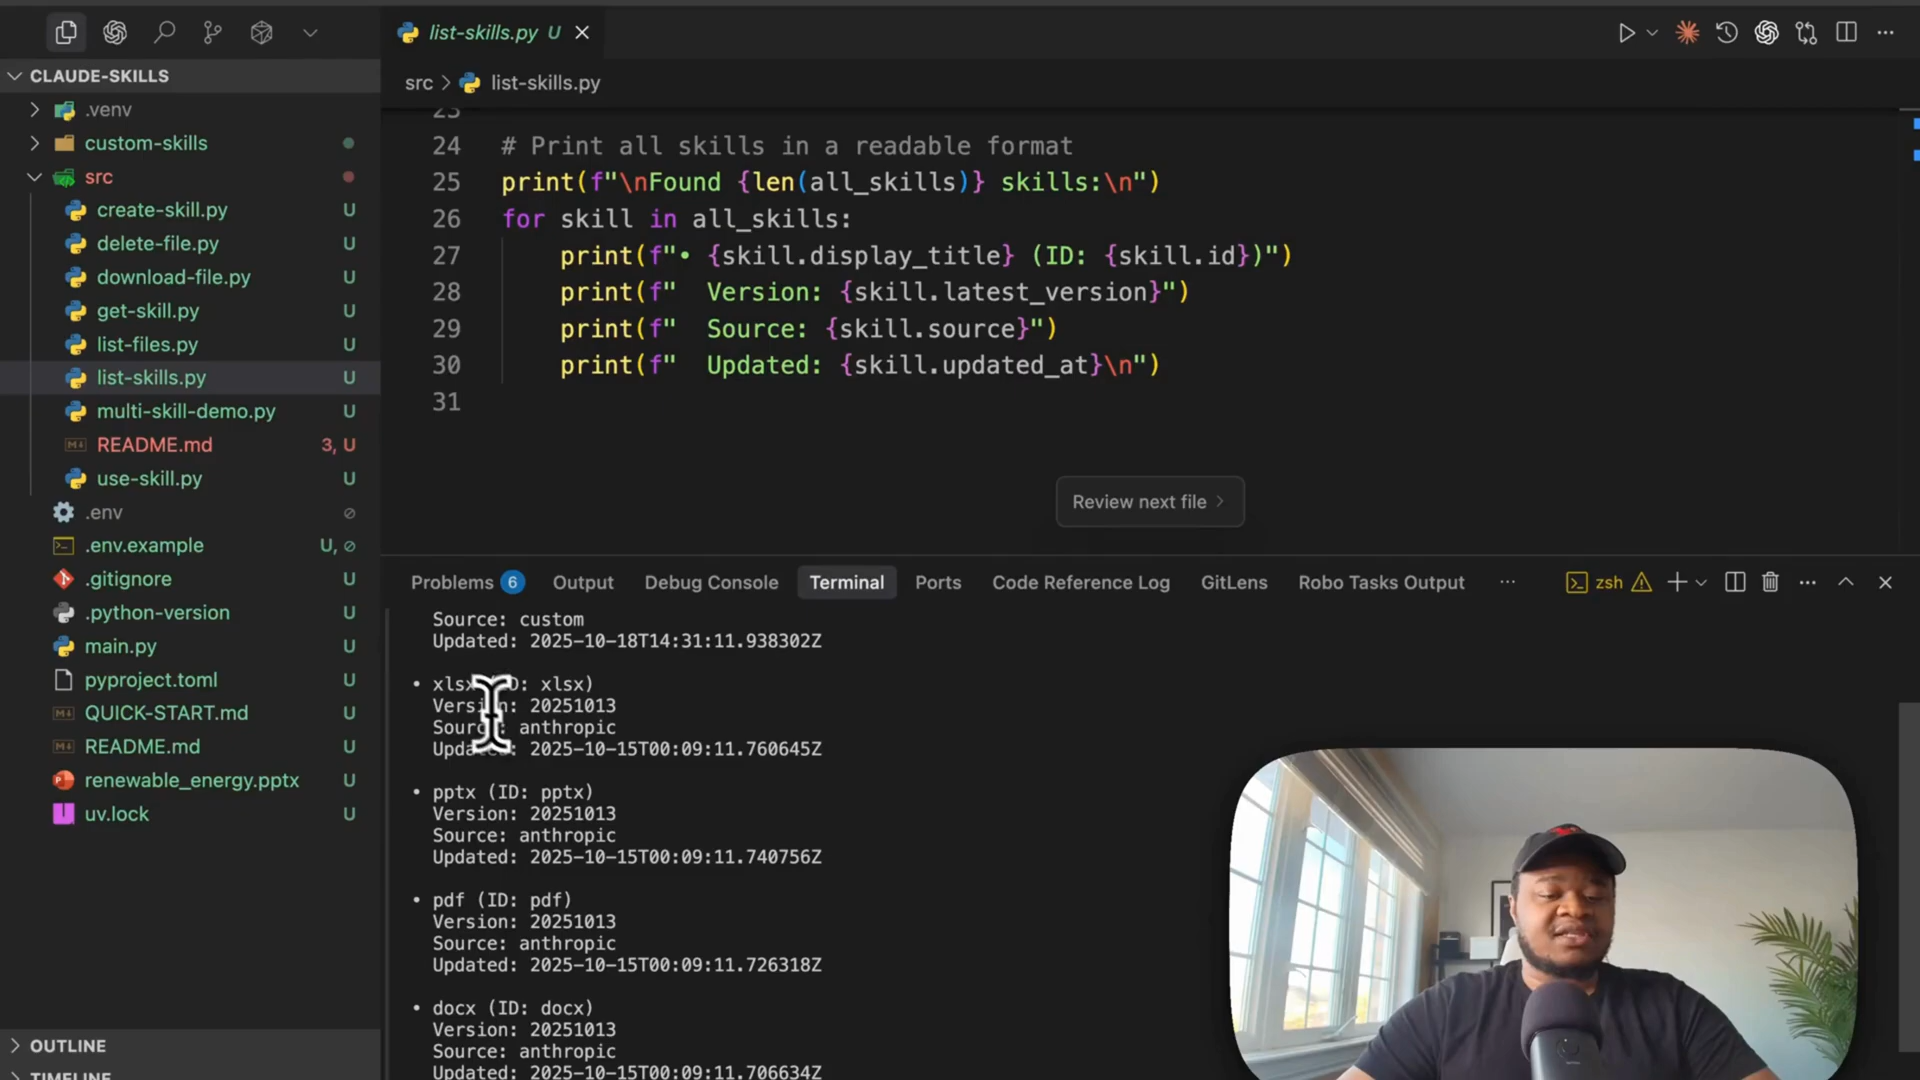 list-skills.py U
CLAUDE-SKILLS
.venv
custom-skills
src
create-skill.py U
delete-file.py U
download-file.py U
get-skill.py U
list-files.py U
list-skills.py U
multi-skill-demo.py U
README.md 3, U
use-skill.py U
.env
.env.example U,
.gitignore U
.python-version U
main.py U
pyproject.toml U
QUICK-START.md U
README.md U
renewable_energy.pptx U
uv.lock U
OUTLINE
TIMELINE
src > list-skills.py
23
24 # Print all skills in a readable format
25 print(f"\nFound {len(all_skills)} skills:\n")
26 for skill in all_skills:
27 print(f"• {skill.display_title} (ID: {skill.id})")
28 print(f"  Version: {skill.latest_version}")
29 print(f"  Source: {skill.source}")
30 print(f"  Updated: {skill.updated_at}\n")
31
Review next file >
Problems 6 Output Debug Console Terminal Ports Code Reference Log GitLens Robo Tasks Output ··· zsh
Source: custom
Updated: 2025-10-18T14:31:11.938302Z
• xlsx (ID: xlsx)
Version: 20251013
Source: anthropic
Updated: 2025-10-15T00:09:11.760645Z
• pptx (ID: pptx)
Version: 20251013
Source: anthropic
Updated: 2025-10-15T00:09:11.740756Z
• pdf (ID: pdf)
Version: 20251013
Source: anthropic
Updated: 2025-10-15T00:09:11.726318Z
• docx (ID: docx)
Version: 20251013
Source: anthropic
Updated: 2025-10-15T00:09:11.706634Z